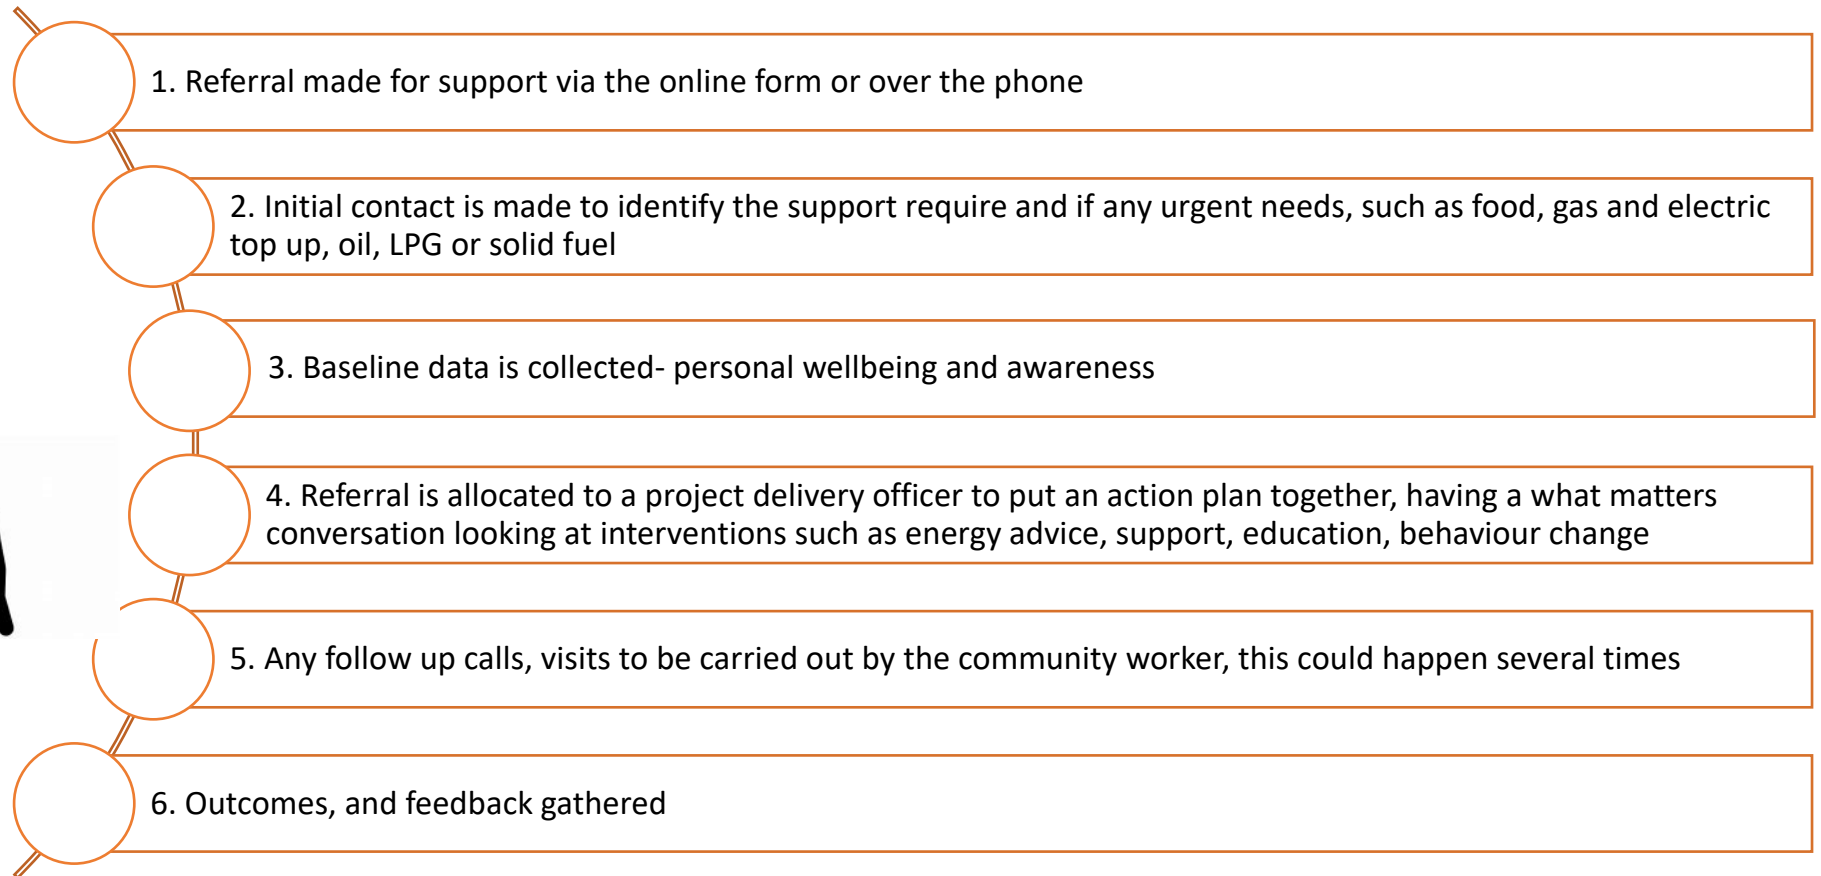 1. Referral made for support via the online form or over the phone
2. Initial contact is made to identify the support require and if any urgent needs, such as food, gas and electric
top up, oil, LPG or solid fuel
3. Baseline data is collected- personal wellbeing and awareness
4. Referral is allocated to a project delivery officer to put an action plan together, having a what matters
conversation looking at interventions such as energy advice, support, education, behaviour change
5. Any follow up calls, visits to be carried out by the community worker, this could happen several times
6. Outcomes, and feedback gathered